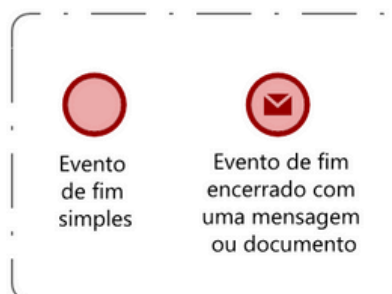 Evento
de fim
simples
Evento de fim
encerrado com
uma mensagem
ou documento